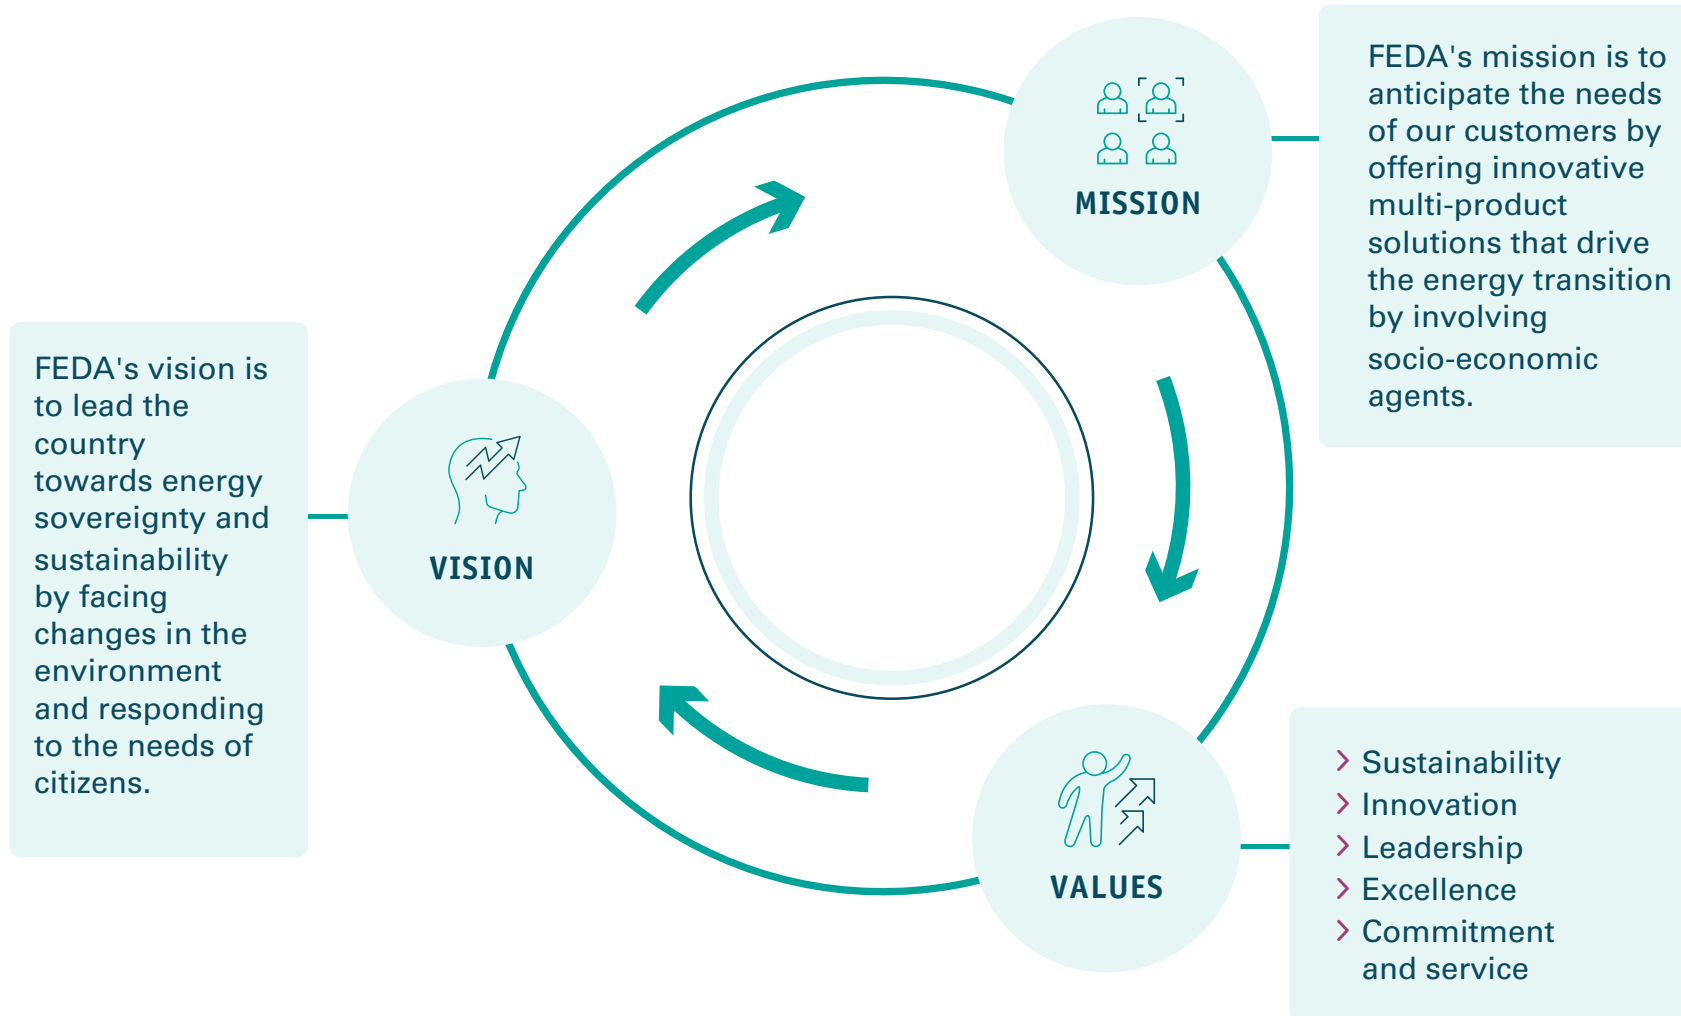 MISSION
FEDA's mission is to
anticipate the needs
of our customers by
offering innovative
multi-product
solutions that drive
the energy transition
by involving
socio-economic
agents.
FEDA's vision is
to lead the
country
towards energy
sovereignty and
sustainability
by facing
changes in the
environment
and responding
to the needs of
citizens.
VISION
VALUES
Sustainability
Innovation
Leadership
Excellence
Commitment
and service